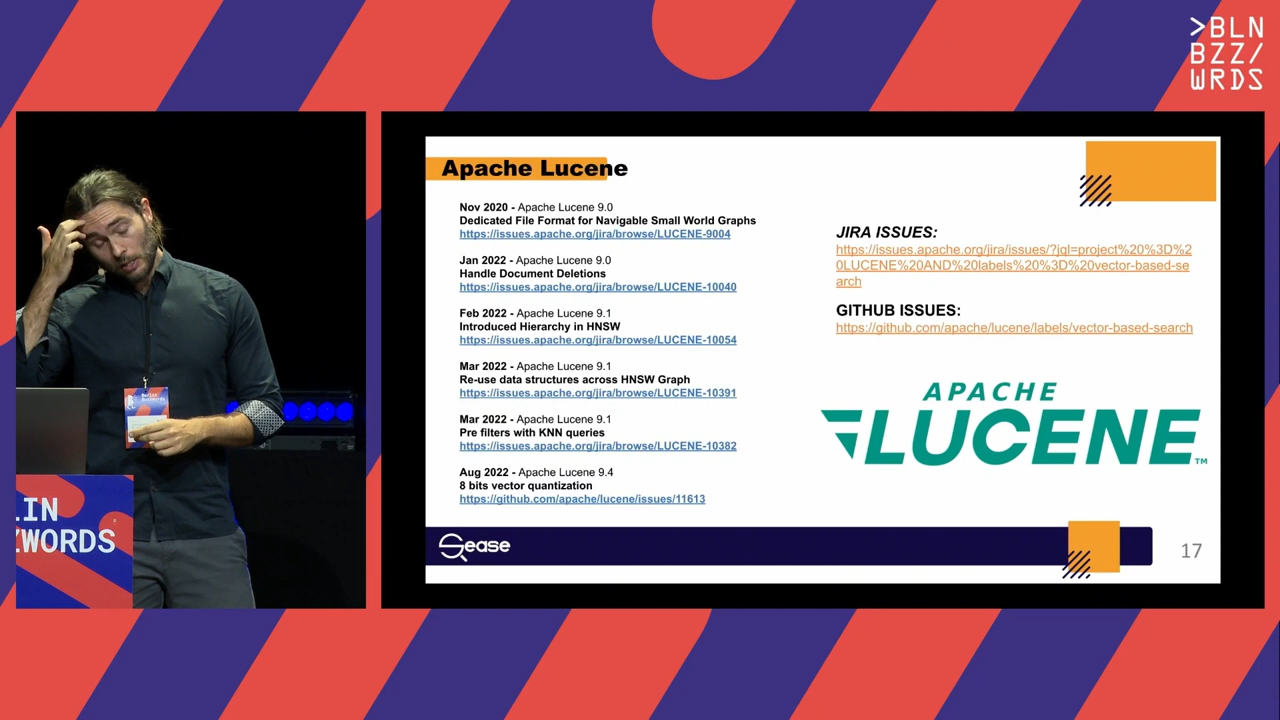 >BLN
BZZ/
WRDS
Apache Lucene
Nov 2020 - Apache Lucene 9.0
Dedicated File Format for Navigable Small World Graphs
https://issues.apache.org/jira/browse/LUCENE-9004
Jan 2022 - Apache Lucene 9.0
Handle Document Deletions
https://issues.apache.org/jira/browse/LUCENE-10040
Feb 2022 - Apache Lucene 9.1
Introduced Hierarchy in HNSW
https://issues.apache.org/jira/browse/LUCENE-10054
Mar 2022 - Apache Lucene 9.1
Re-use data structures across HNSW Graph
https://issues.apache.org/jira/browse/LUCENE-10391
Mar 2022 - Apache Lucene 9.1
Pre filters with KNN queries
https://issues.apache.org/jira/browse/LUCENE-10382
Aug 2022 - Apache Lucene 9.4
8 bits vector quantization
https://github.com/apache/lucene/issues/11613
JIRA ISSUES:
https://issues.apache.org/jira/issues/?jql=project%20%3D%2
0LUCENE%20AND%20labels%20%3D%20vector-based-se
arch
GITHUB ISSUES:
https://github.com/apache/lucene/labels/vector-based-search
APACHE
LUCENE™
Sease
17
Berlin
Buzzwords
LIN
ZWORDS